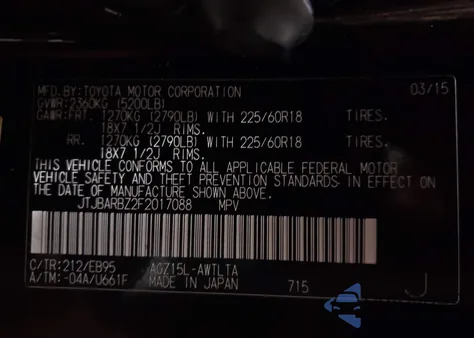 MFD.BY:TOYOTA MOTOR CORPORATION 03/15
GVWR:2360KG (5200LB)
GAWR:FRT. 1270KG (2790LB) WITH 225/60R18 TIRES.
18X7 1/2J RIMS.
RR. 1270KG (2790LB) WITH 225/60R18 TIRES.
18X7 1/2J RIMS.
THIS VEHICLE CONFORMS TO ALL APPLICABLE FEDERAL MOTOR
VEHICLE SAFETY AND THEFT PREVENTION STANDARDS IN EFFECT ON
THE DATE OF MANUFACTURE SHOWN ABOVE.
JTJBARBZ2F2017088 MPV
C/TR:212/EB95 AGZ15L-AWTLTA
A/TM:-04A/U661F MADE IN JAPAN 715 J